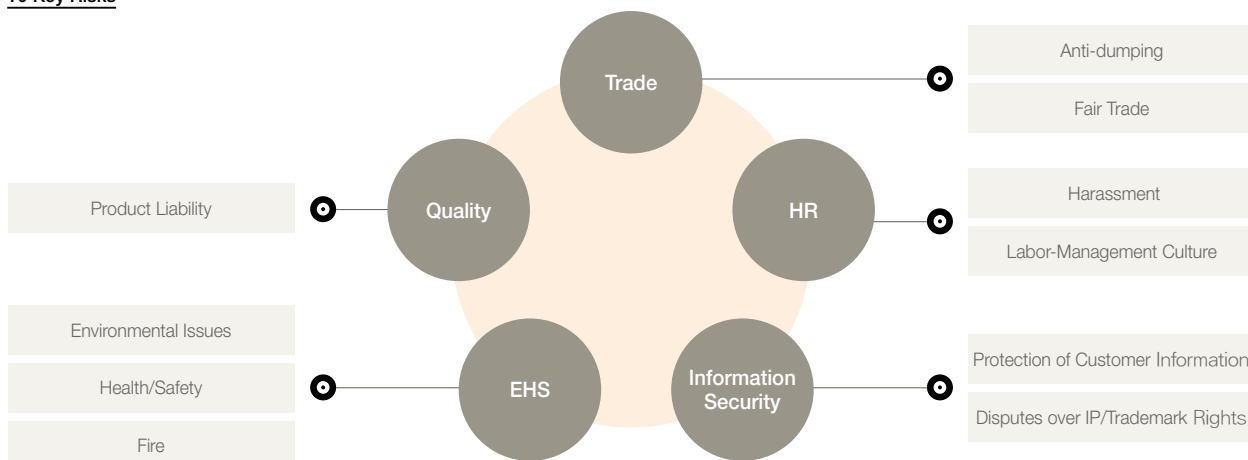 10 Key Risks
Trade
Anti-dumping
Fair Trade
Quality
Product Liability
HR
Harassment
Labor-Management Culture
EHS
Environmental Issues
Health/Safety
Fire
Information
Security
Protection of Customer Information
Disputes over IP/Trademark Rights